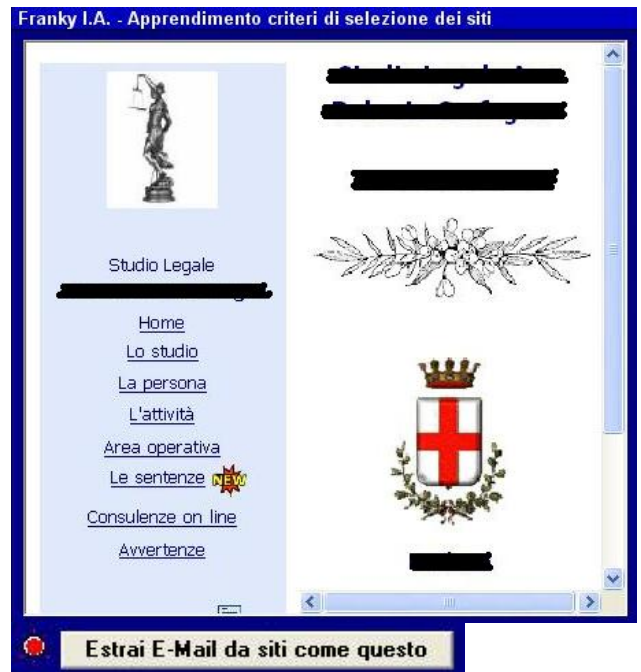 Franky I.A. - Apprendimento criteri di selezione dei siti
Studio Legale
Home
Lo studio
La persona
L'attività
Area operativa
Le sentenze NEW
Consulenze on line
Avvertenze
Estrai E-Mail da siti come questo